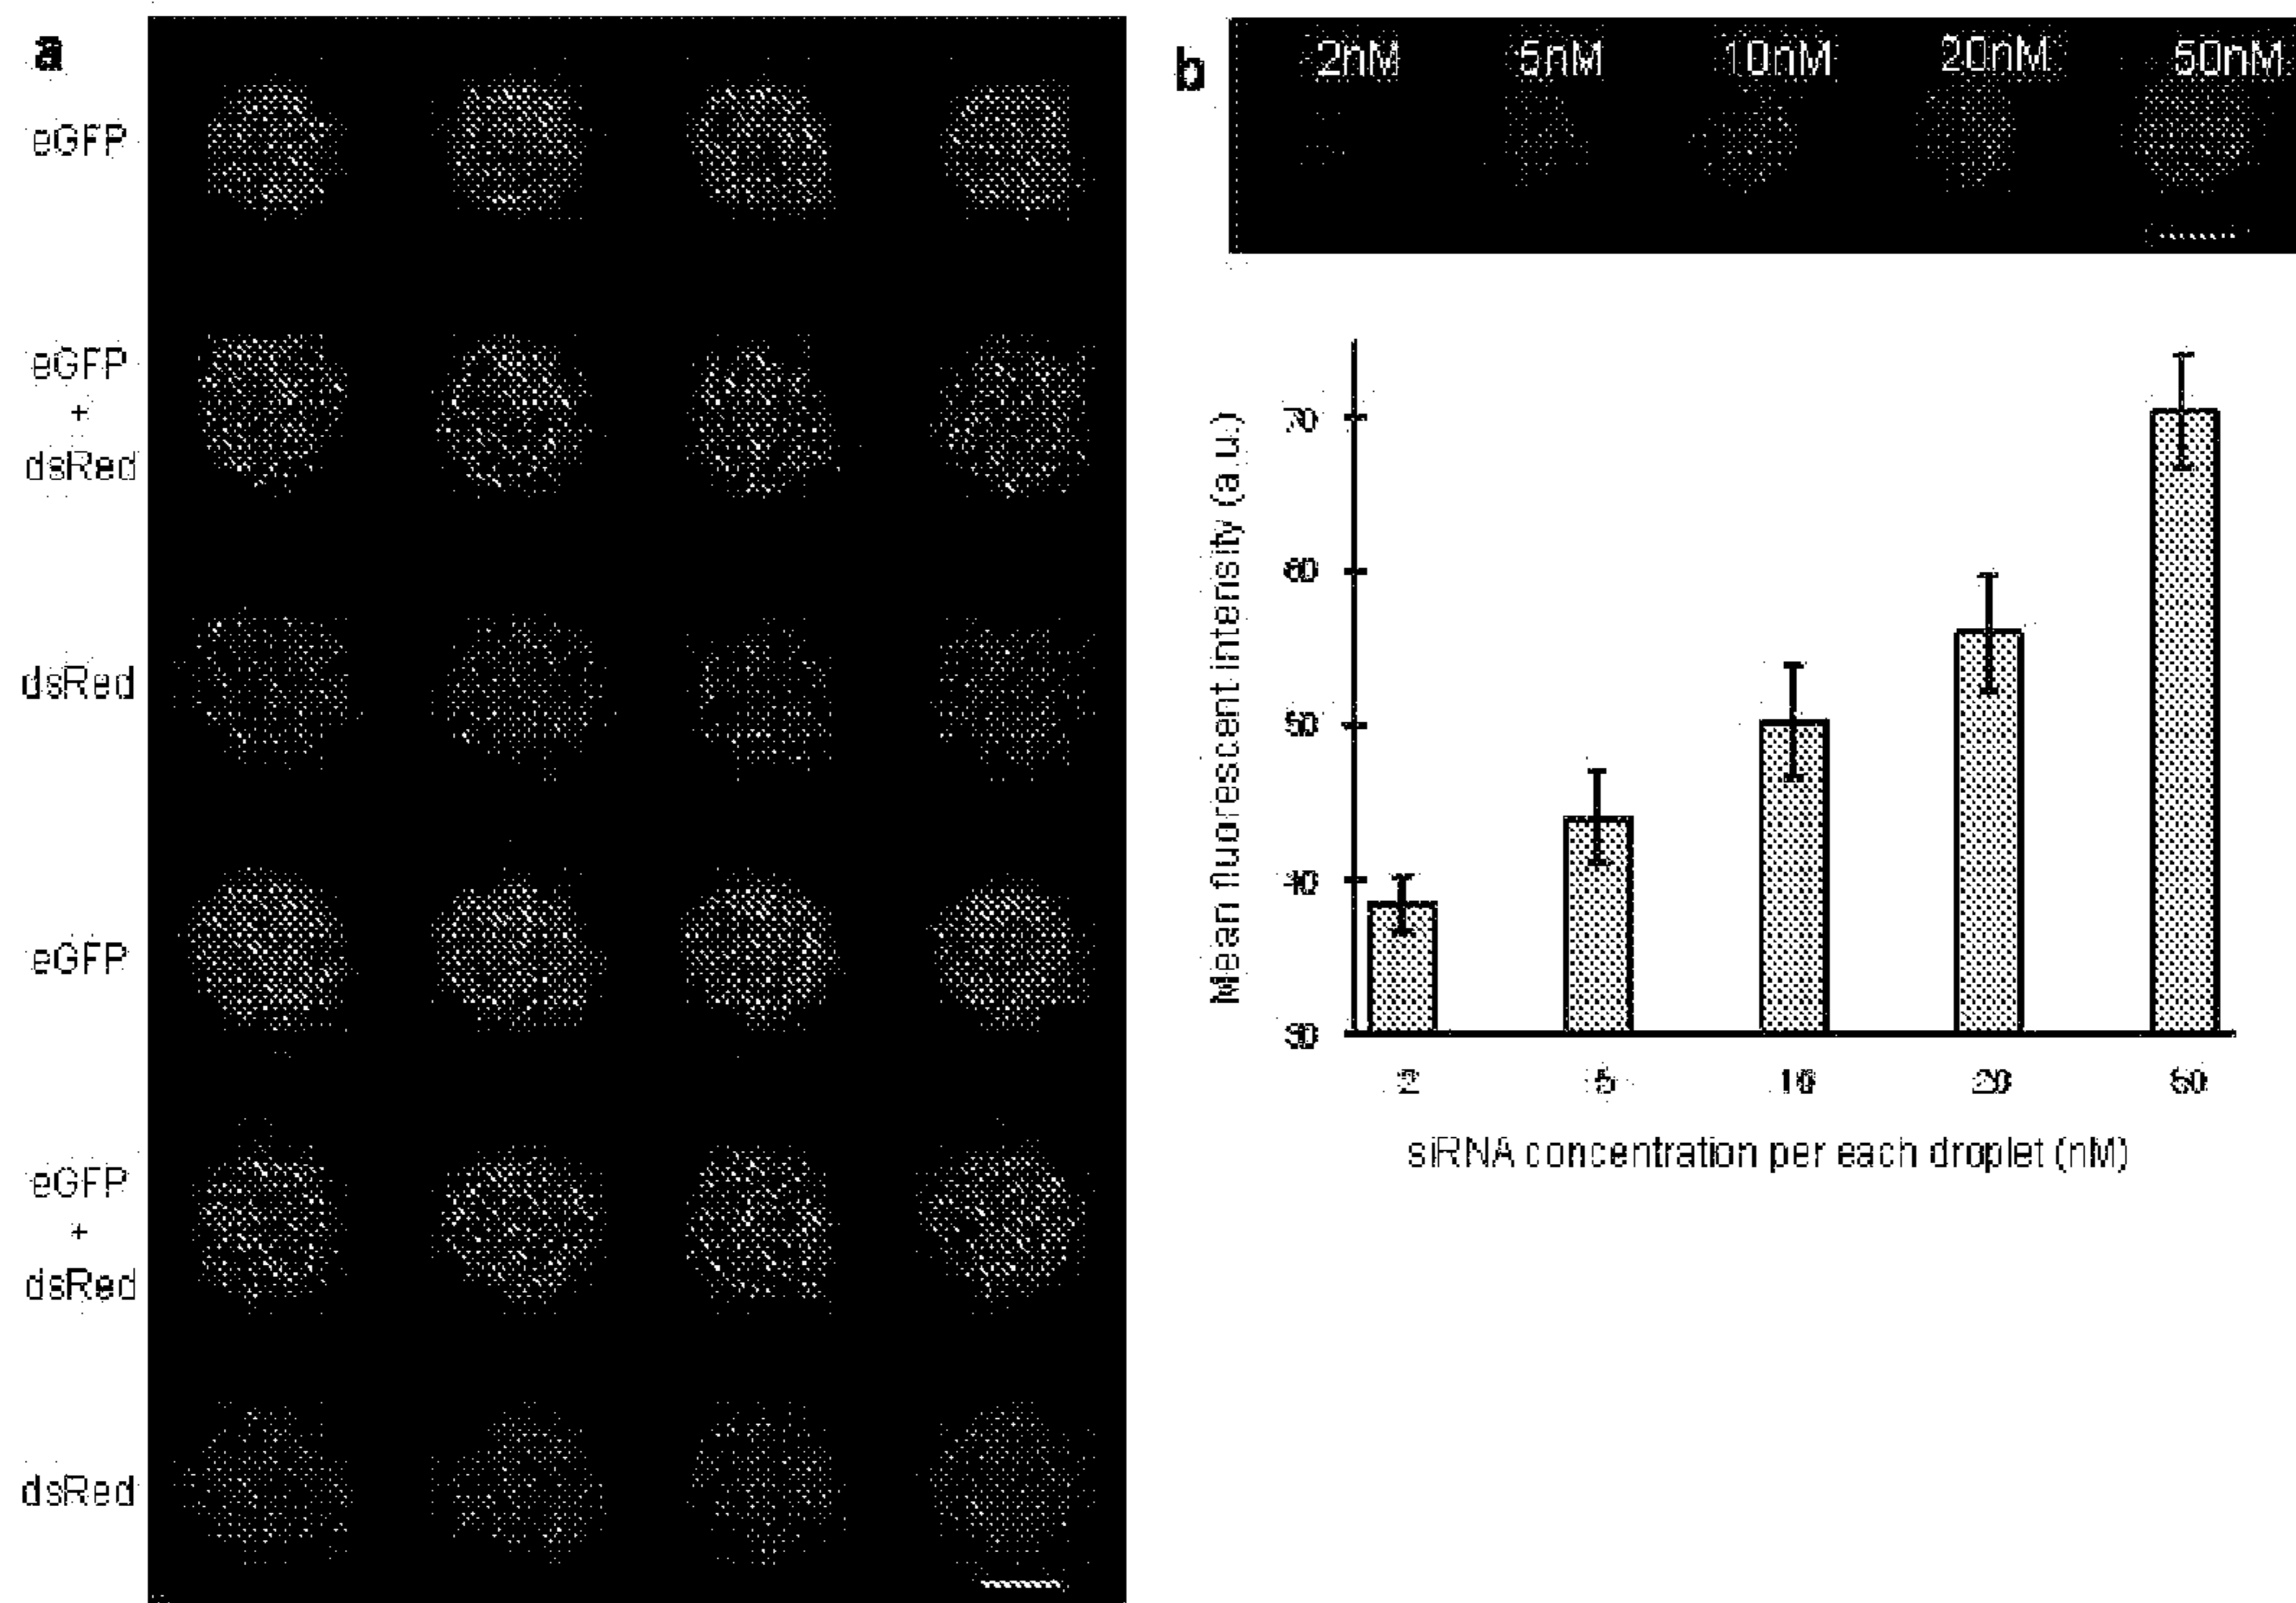 a
eGFP
eGFP
+
dsRed
dsRed
eGFP
eGFP
+
dsRed
dsRed
b
2nM 5nM 10nM 20nM 50nM
Mean fluorescent intensity (a.u.)
70
60
50
40
30
2 5 10 20 50
siRNA concentration per each droplet (nM)